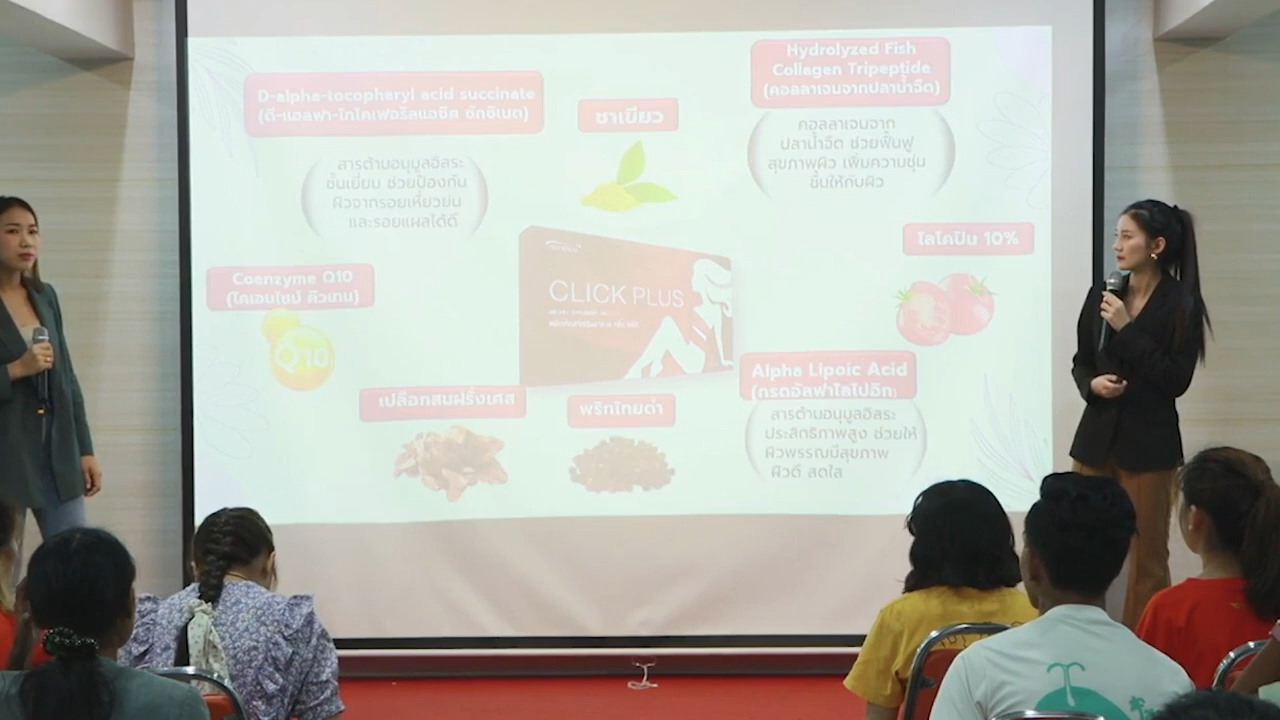 D-alpha-tocopheryl acid succinate
(ดี-แอลฟา-โทโคเฟอริลแอซิด ซักซิเนต)
สารต้านอนุมูลอิสระ
ชั้นเยี่ยม ช่วยป้องกัน
ผิวจากรอยเหี่ยวย่น
และรอยแผลได้ดี
ชาเขียว
Hydrolyzed Fish
Collagen Tripeptide
(คอลลาเจนจากปลาน้ำจืด)
คอลลาเจนจาก
ปลาน้ำจืด ช่วยฟื้นฟู
สุขภาพผิว เพิ่มความชุ่ม
ชื้นให้กับผิว
ไลโคปีน 10%
Coenzyme Q10
(โคเอนไซม์ คิวเทน)
Q10
CLICK PLUS
เปลือกสนฝรั่งเศส
พริกไทยดำ
Alpha Lipoic Acid
(กรดอัลฟาไลโปอิก)
สารต้านอนุมูลอิสระ
ประสิทธิภาพสูง ช่วยให้
ผิวพรรณมีสุขภาพ
ผิวดี สดใส